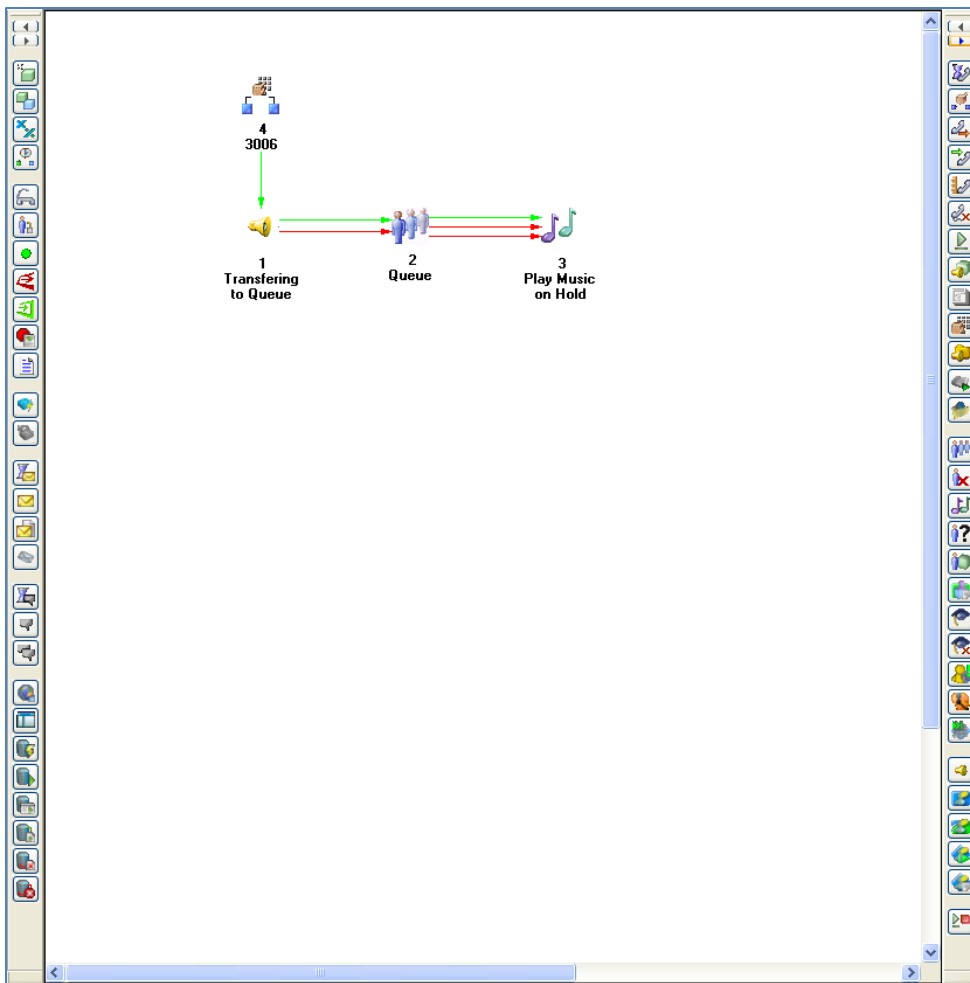 4
3006
1
Transfering
to Queue
2
Queue
3
Play Music
on Hold